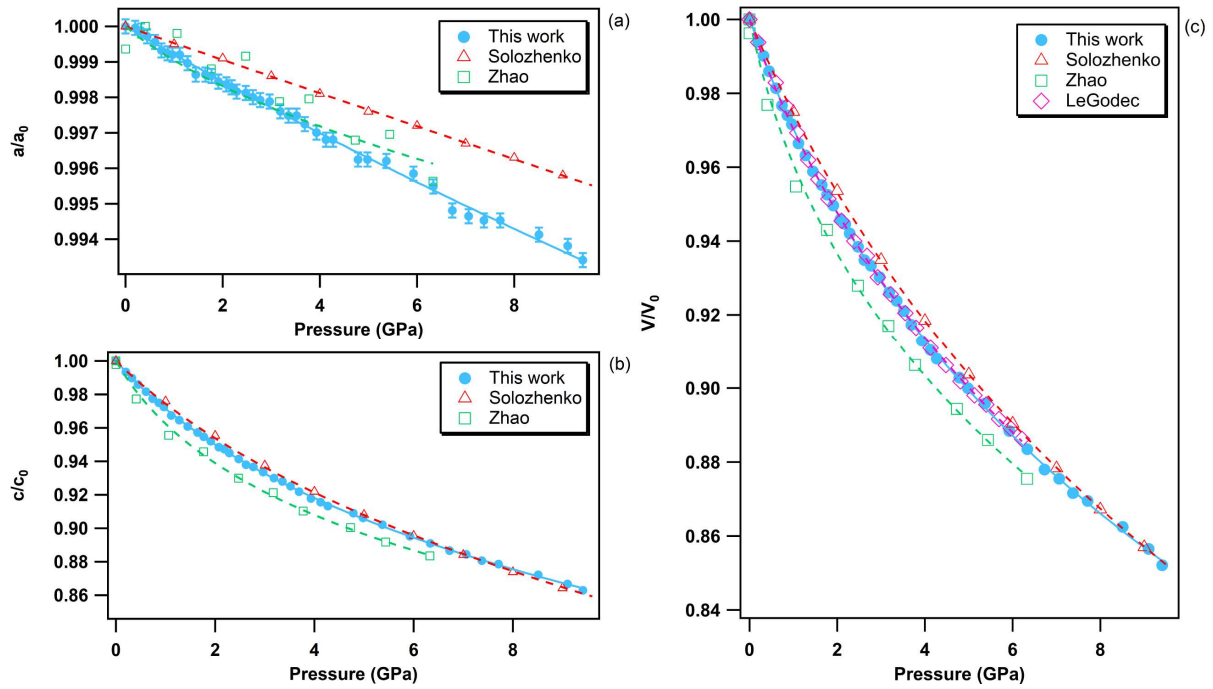 (a)
1.000
0.999
0.998
0.997
0.996
0.995
0.994
a/a0
This work
Solozhenko
Zhao
0 2 4 6 8
Pressure (GPa)
(b)
1.00
0.98
0.96
0.94
0.92
0.90
0.88
0.86
c/c0
This work
Solozhenko
Zhao
0 2 4 6 8
Pressure (GPa)
(c)
1.00
0.98
0.96
0.94
0.92
0.90
0.88
0.86
0.84
V/V0
This work
Solozhenko
Zhao
LeGodec
0 2 4 6 8
Pressure (GPa)